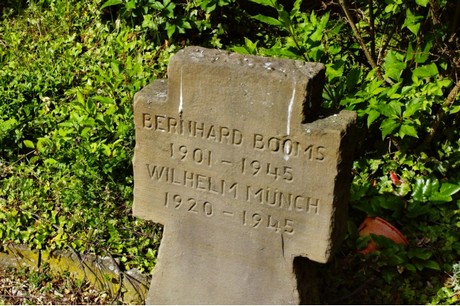 BERNHARD BOOMS
1901 - 1945
WILHELM MÜNCH
1920 - 1945